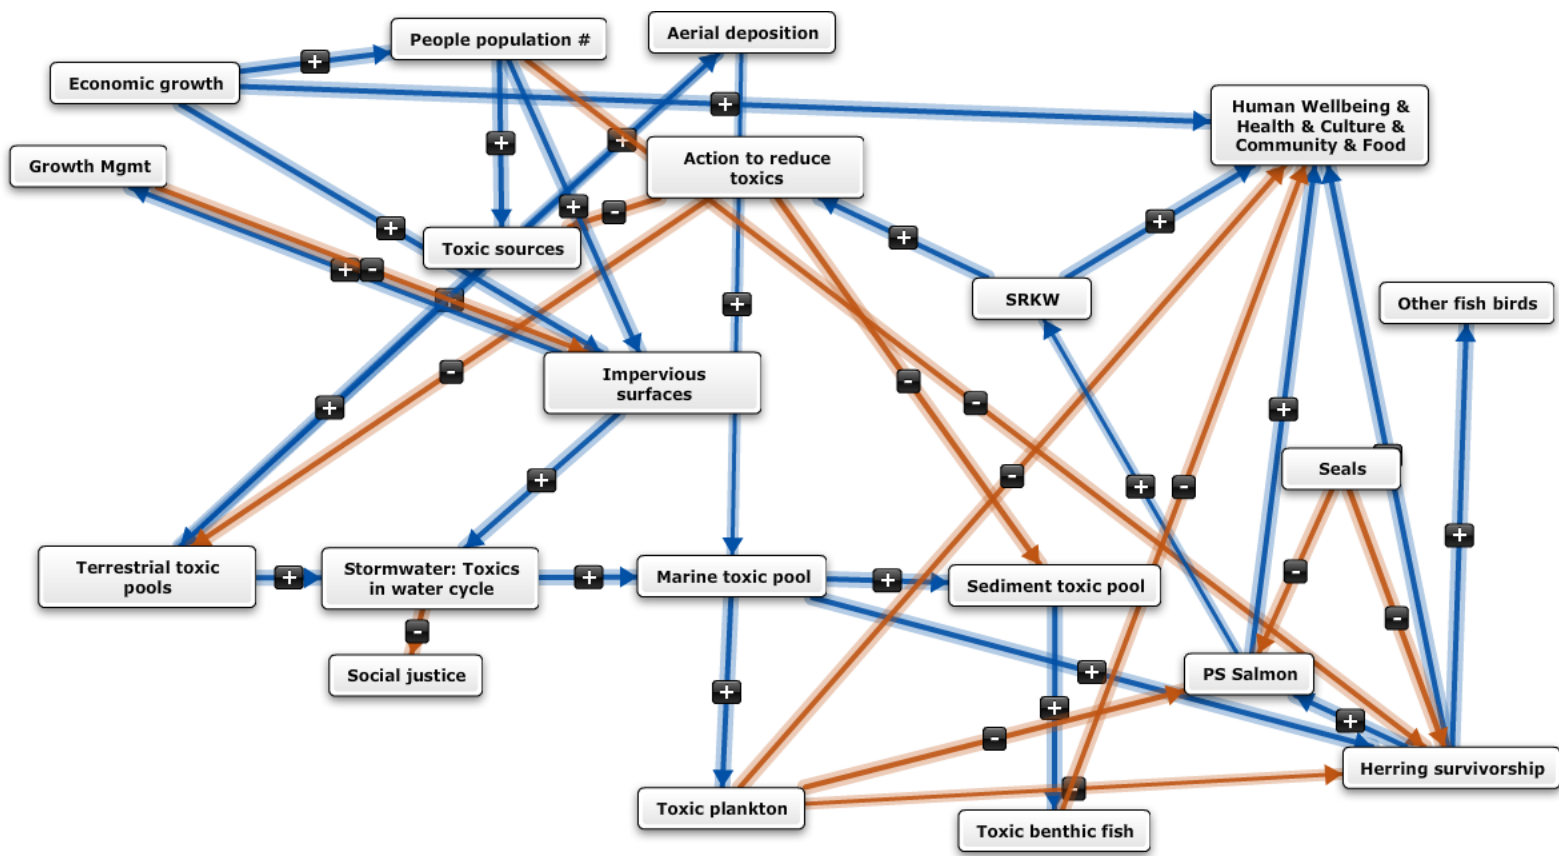 People population #
Aerial deposition
Economic growth
+
+
Human Wellbeing &
Health & Culture &
Community & Food
Growth Mgmt
+
+
Action to reduce
toxics
+
-
+
+
+
Toxic sources
+
-
+
SRKW
Other fish birds
+
+
-
Impervious
surfaces
-
-
+
+
Seals
+
-
+
-
+
-
Terrestrial toxic
pools
+
Stormwater: Toxics
in water cycle
+
Marine toxic pool
+
Sediment toxic pool
-
-
-
Social justice
+
PS Salmon
+
+
+
-
Toxic plankton
-
Herring survivorship
Toxic benthic fish